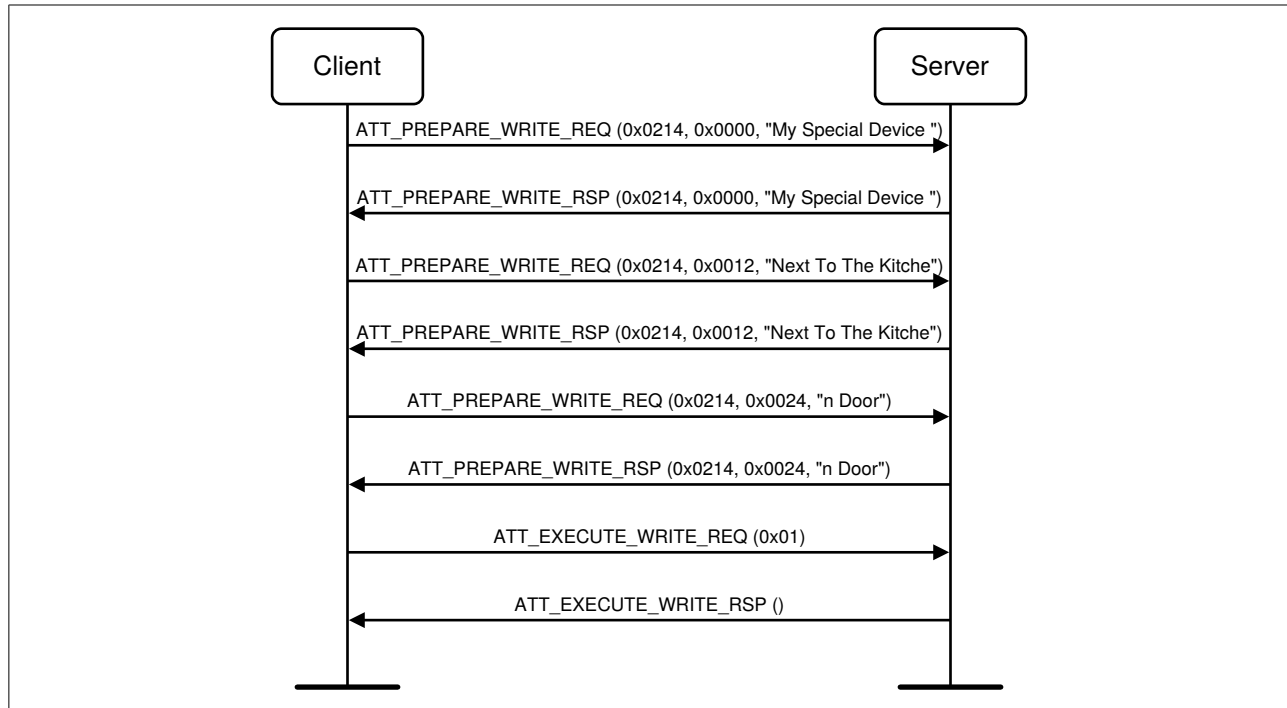 Client
Server
ATT_PREPARE_WRITE_REQ (0x0214, 0x0000, "My Special Device ")
ATT_PREPARE_WRITE_RSP (0x0214, 0x0000, "My Special Device ")
ATT_PREPARE_WRITE_REQ (0x0214, 0x0012, "Next To The Kitche")
ATT_PREPARE_WRITE_RSP (0x0214, 0x0012, "Next To The Kitche")
ATT_PREPARE_WRITE_REQ (0x0214, 0x0024, "n Door")
ATT_PREPARE_WRITE_RSP (0x0214, 0x0024, "n Door")
ATT_EXECUTE_WRITE_REQ (0x01)
ATT_EXECUTE_WRITE_RSP ()